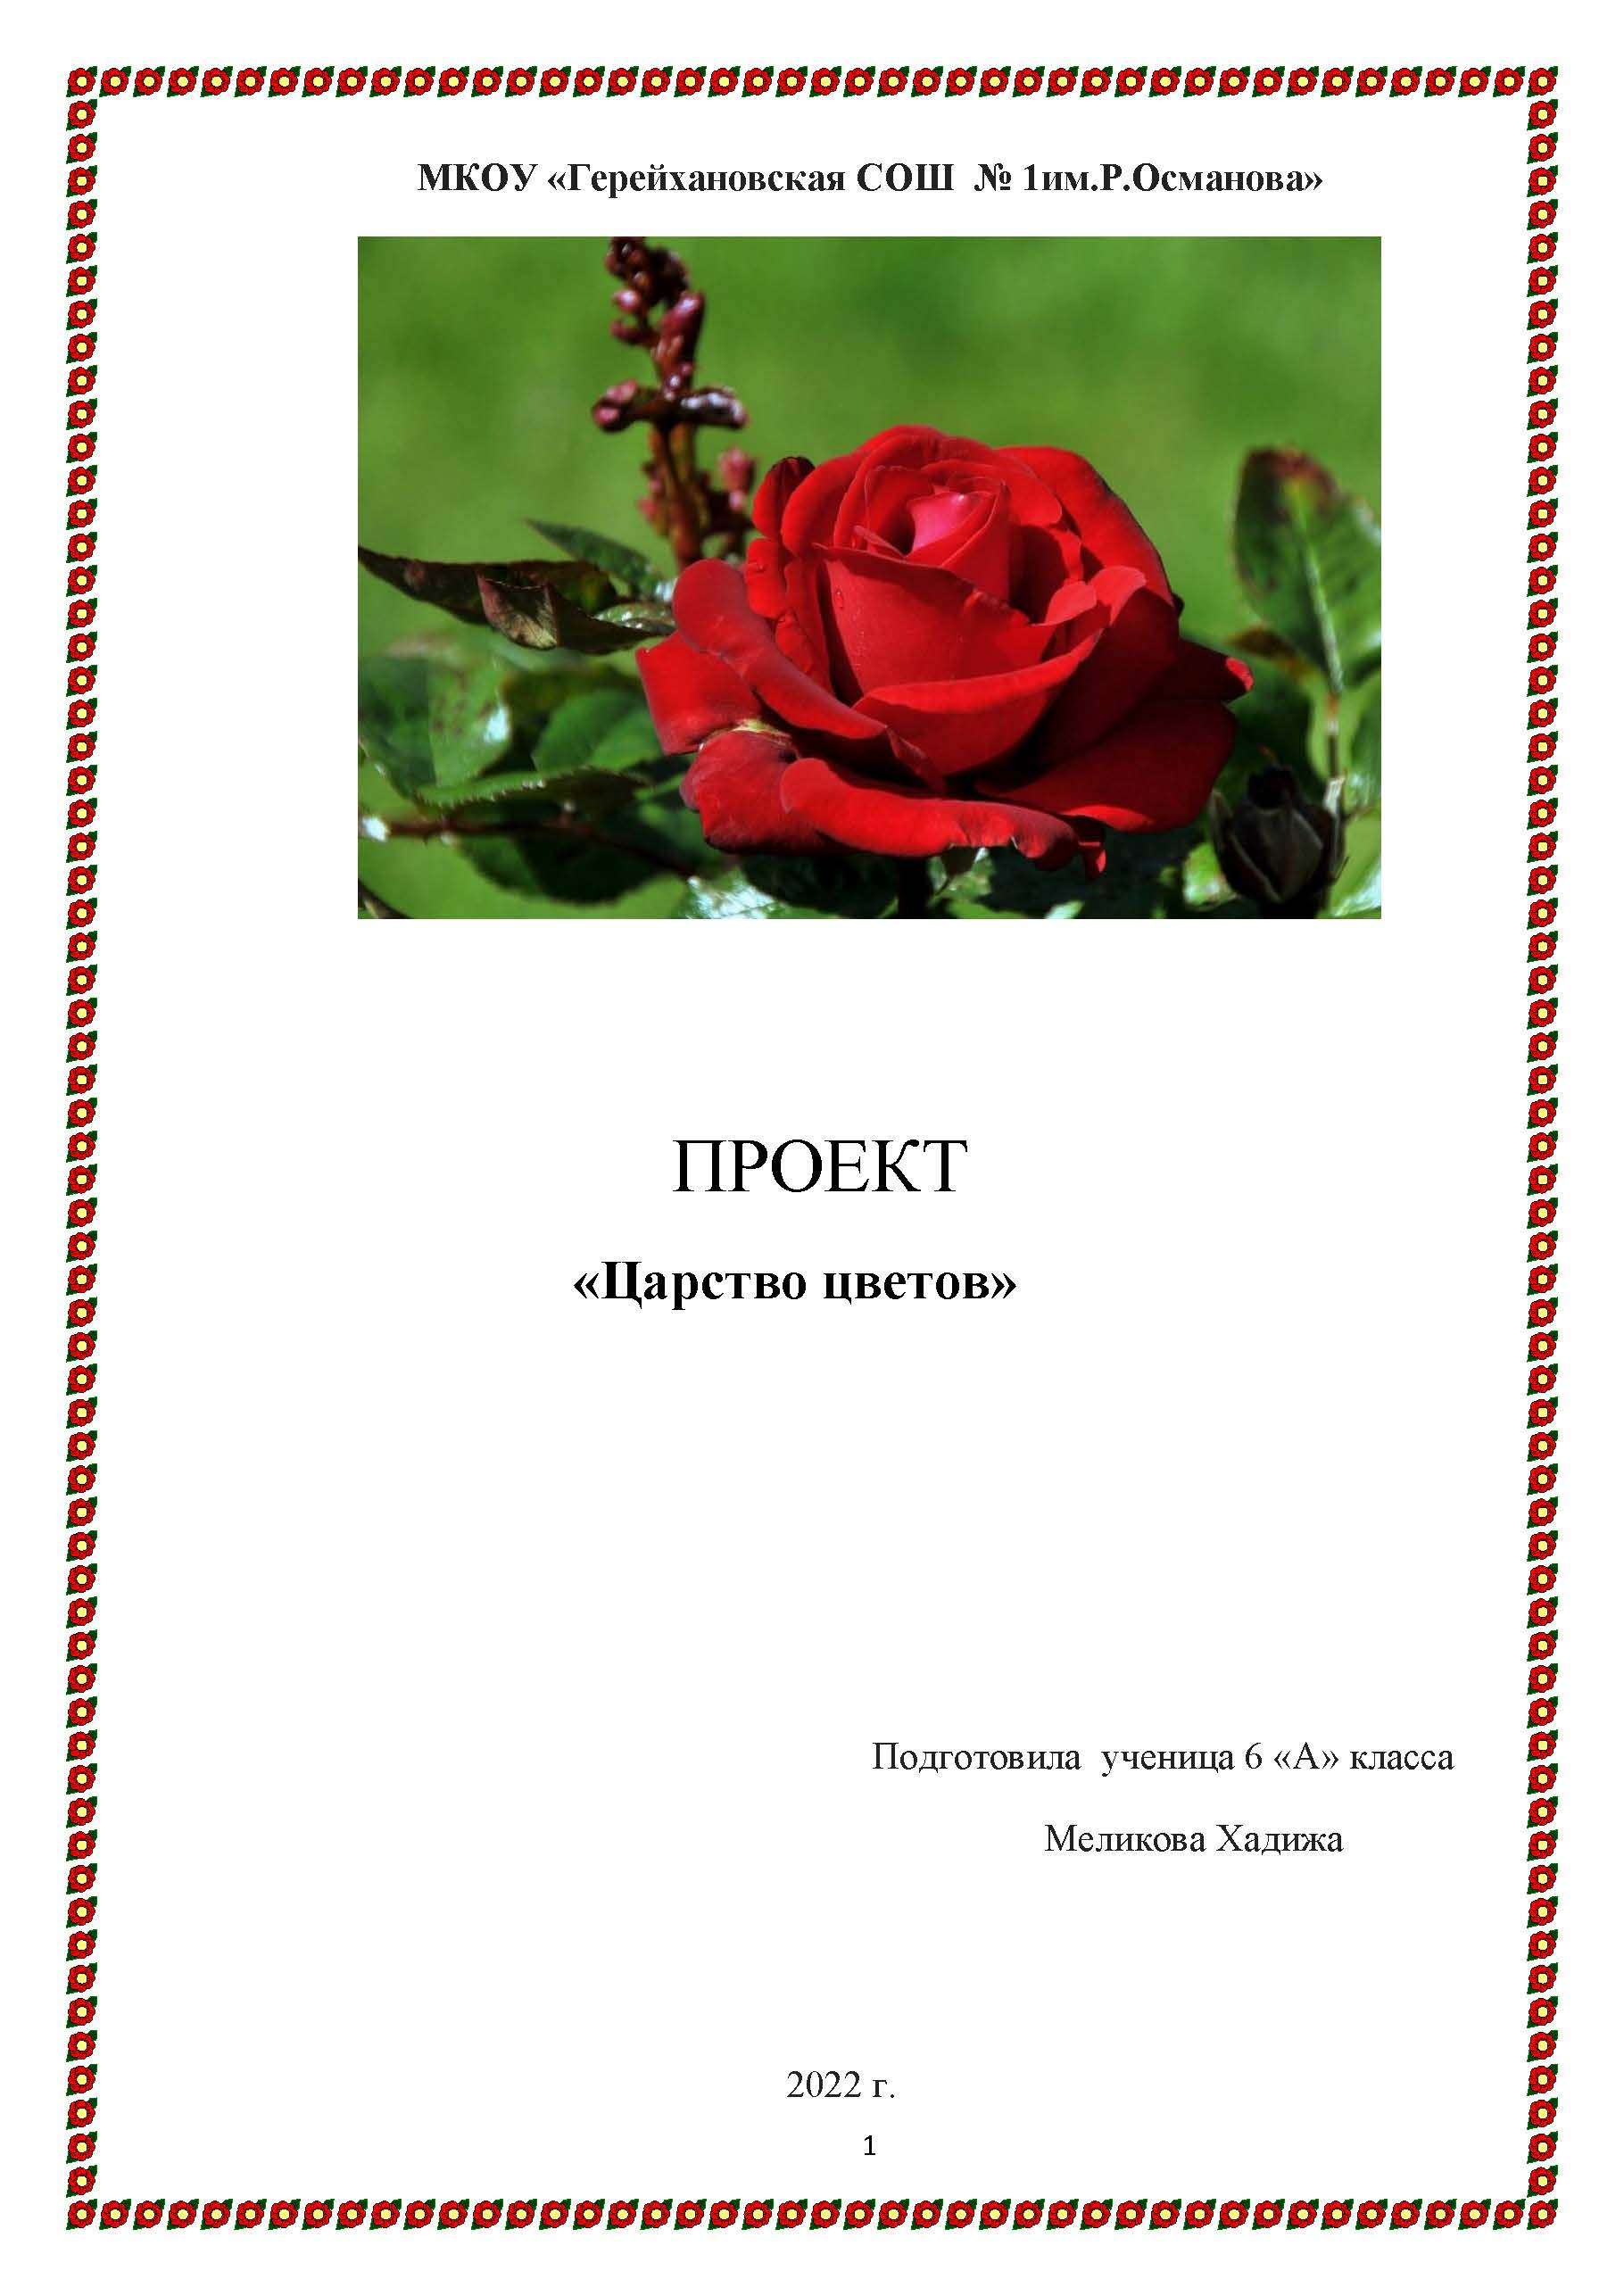 МКОУ «Герейхановская СОШ  № 1им.Р.Османова»
ПРОЕКТ
«Царство цветов»
Подготовила  ученица 6 «А» класса
Меликова Хадижа
2022 г.
1